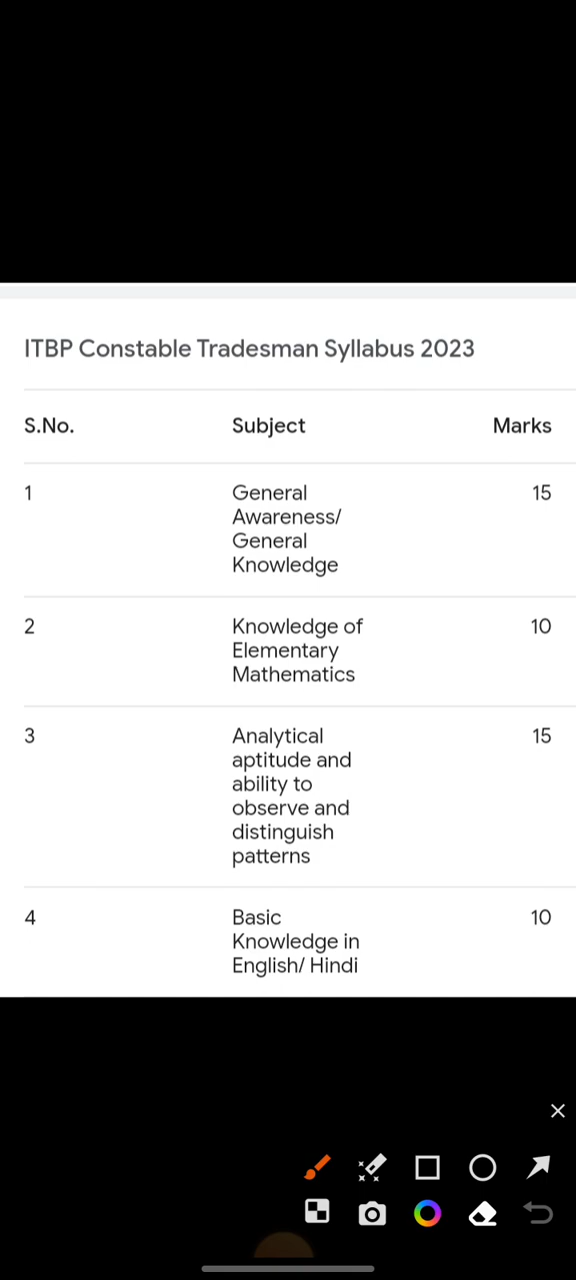 ITBP Constable Tradesman Syllabus 2023
S.No. Subject Marks
1 General 15
Awareness/
General
Knowledge
2 Knowledge of 10
Elementary
Mathematics
3 Analytical 15
aptitude and
ability to
observe and
distinguish
patterns
4 Basic 10
Knowledge in
English/ Hindi